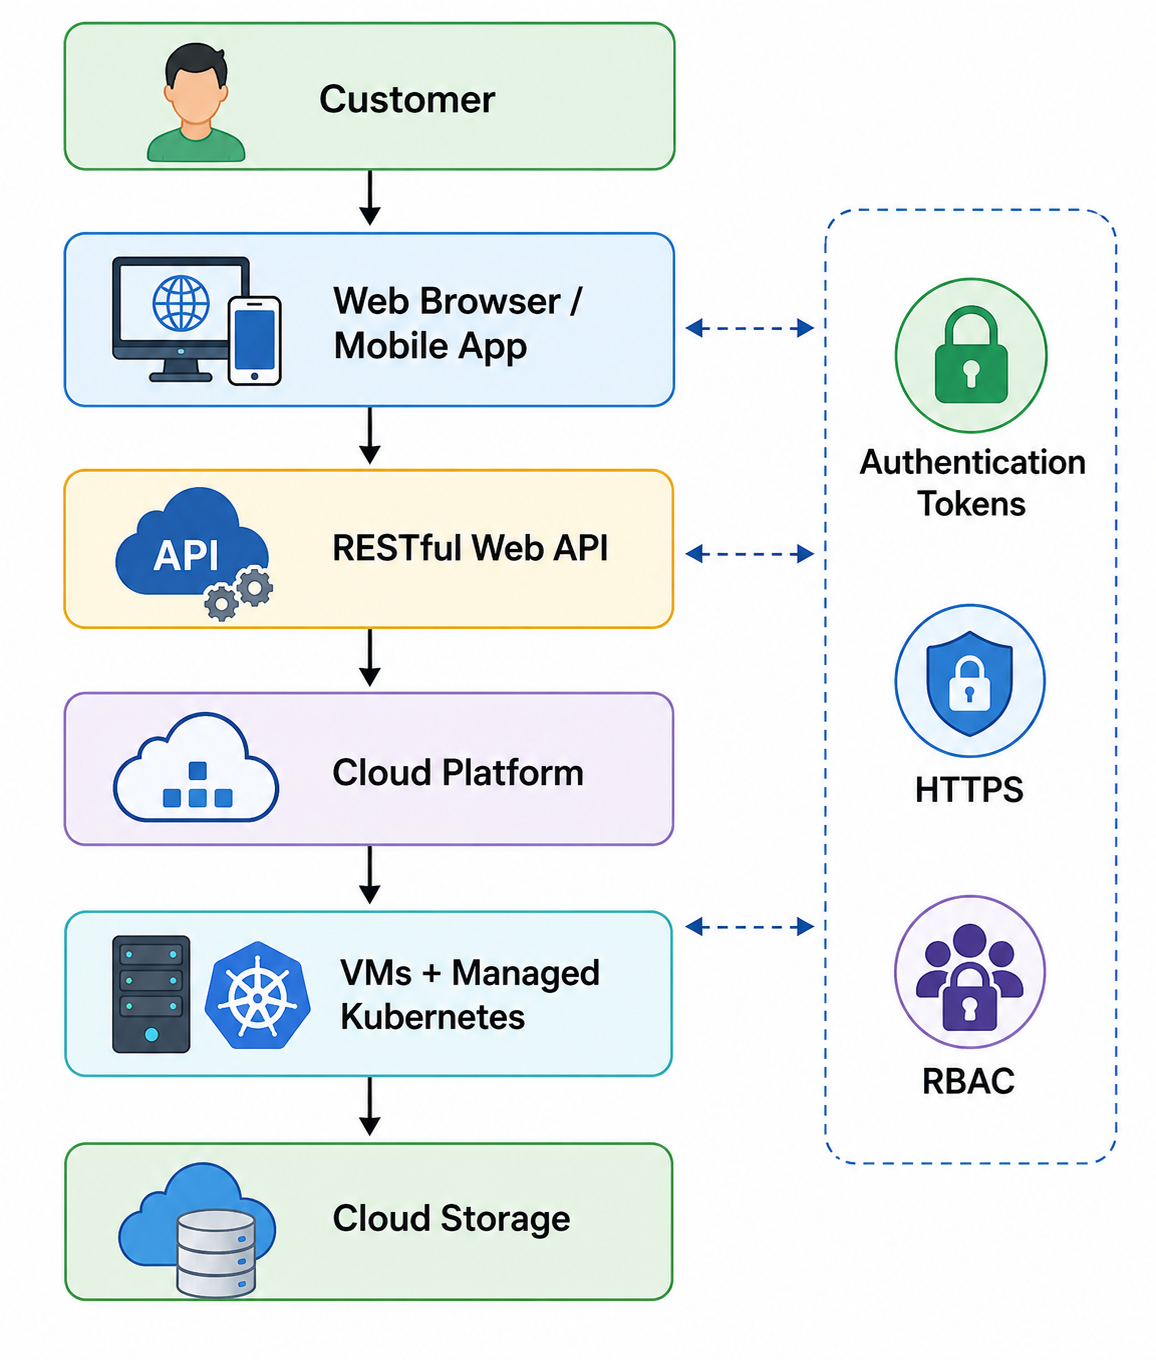 Customer
Web Browser /
Mobile App
API
RESTful Web API
Cloud Platform
VMs + Managed
Kubernetes
Cloud Storage
Authentication
Tokens
HTTPS
RBAC